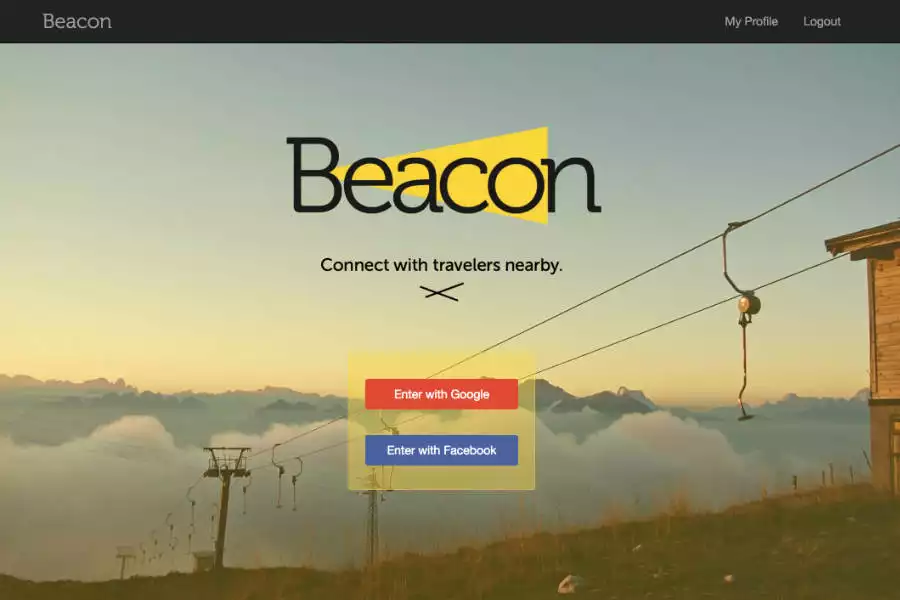 Beacon
My Profile
Logout
Beacon
Connect with travelers nearby.
Enter with Google
Enter with Facebook